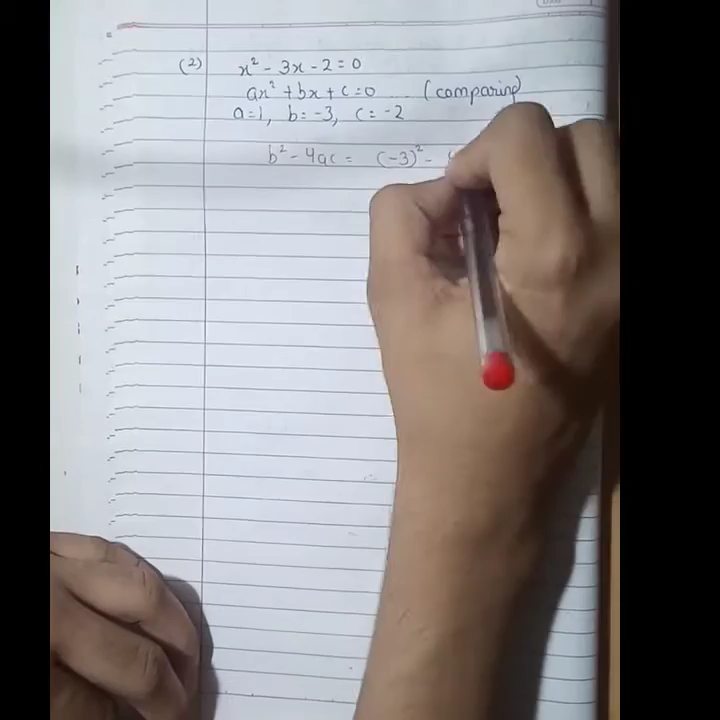 (2) x² - 3x - 2 = 0
ax² + bx + c = 0 ... (comparing)
a=1, b=-3, c=-2
b² - 4ac = (-3)² -